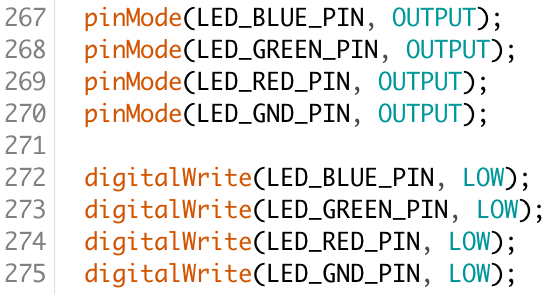 267 pinMode(LED_BLUE_PIN, OUTPUT);
268 pinMode(LED_GREEN_PIN, OUTPUT);
269 pinMode(LED_RED_PIN, OUTPUT);
270 pinMode(LED_GND_PIN, OUTPUT);
271
272 digitalWrite(LED_BLUE_PIN, LOW);
273 digitalWrite(LED_GREEN_PIN, LOW);
274 digitalWrite(LED_RED_PIN, LOW);
275 digitalWrite(LED_GND_PIN, LOW);